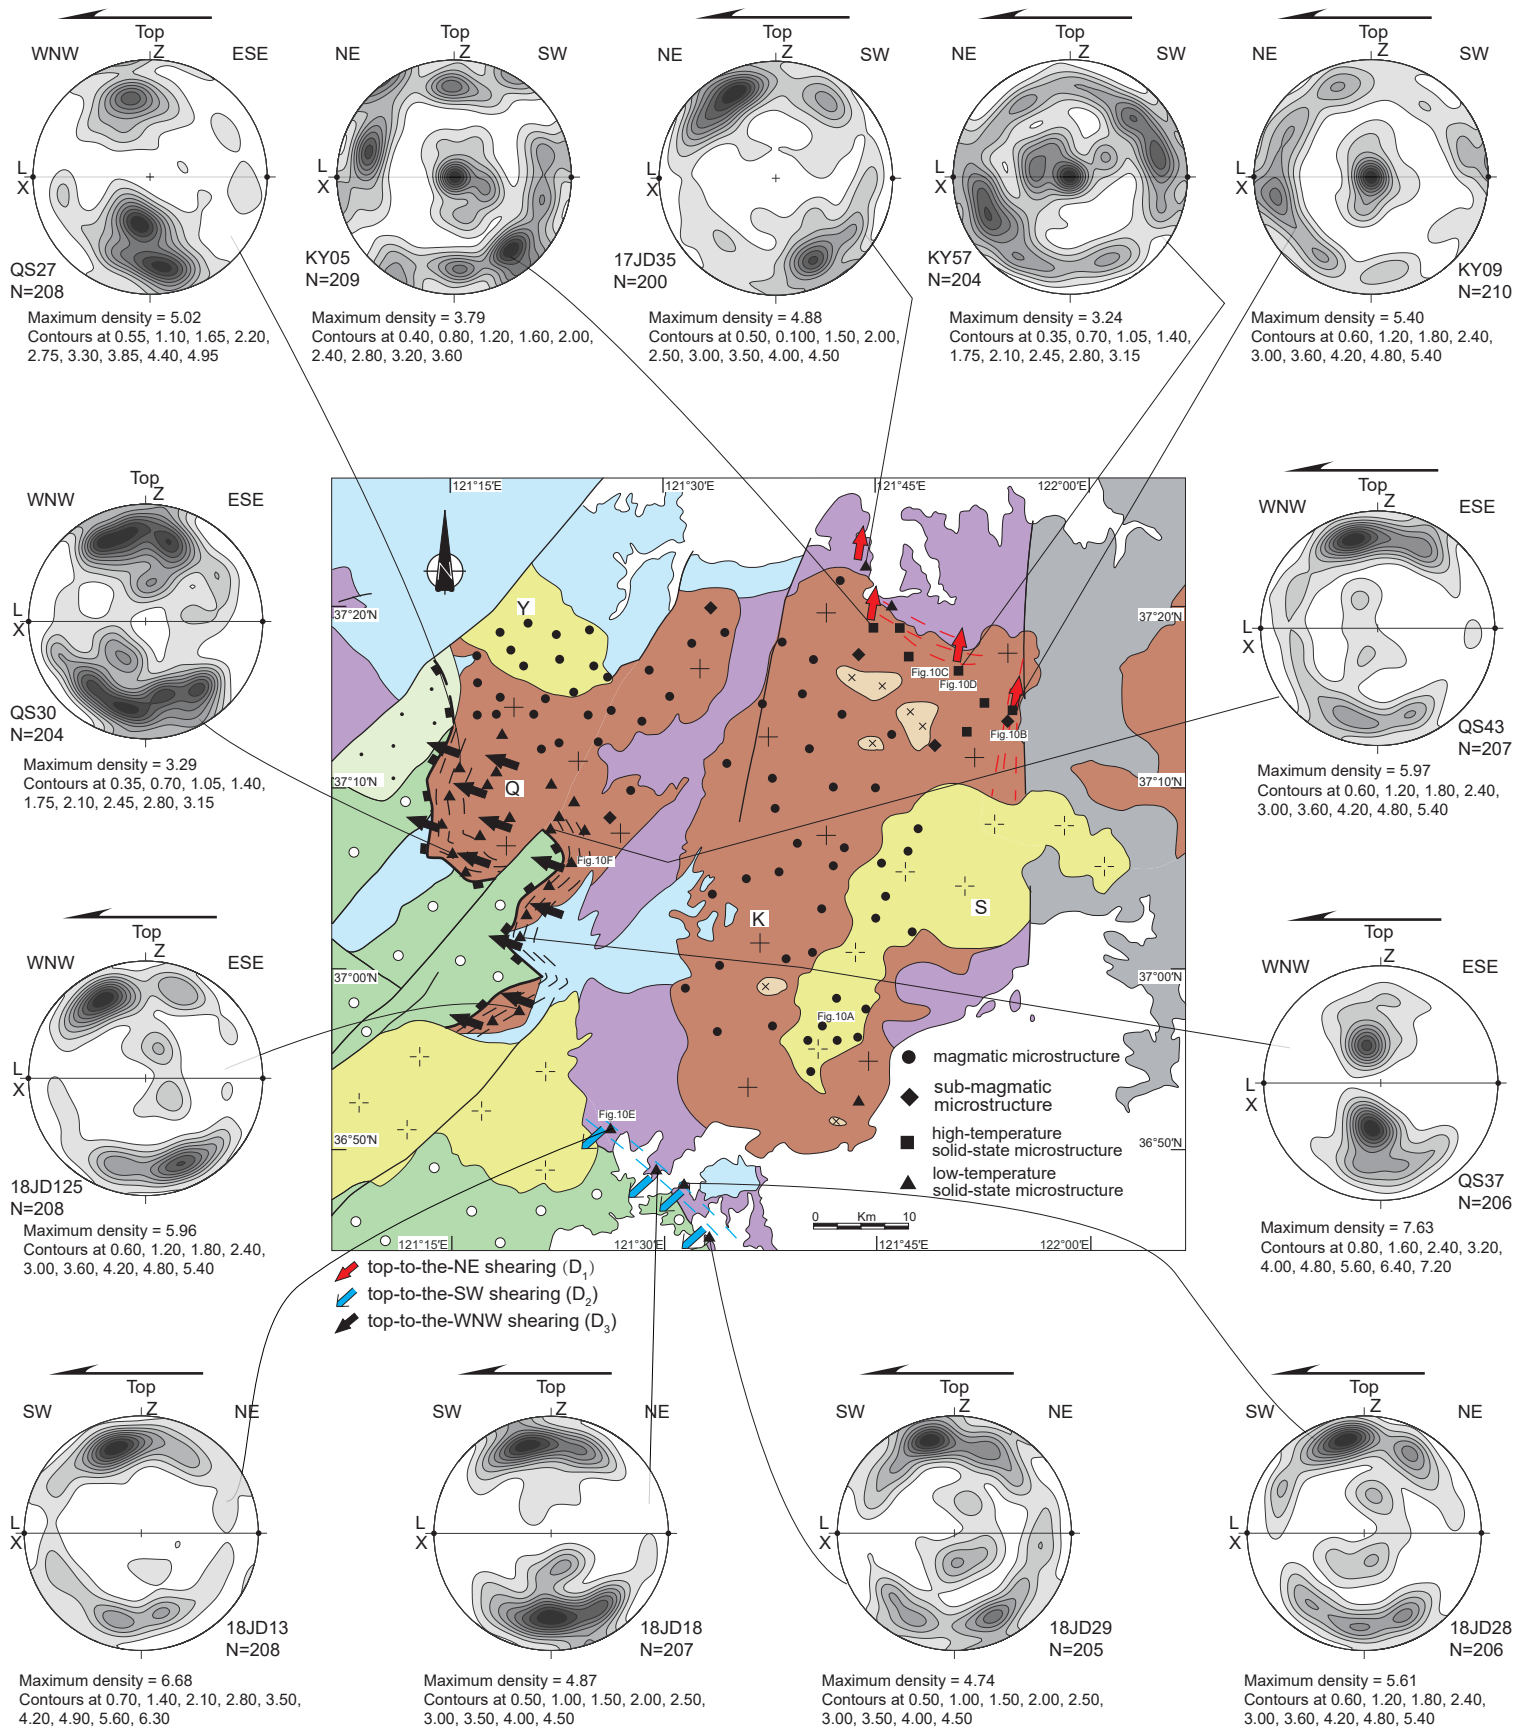 Top
WNW
Z
ESE
L
X
QS27
N=208
Maximum density = 5.02
Contours at 0.55, 1.10, 1.65, 2.20,
2.75, 3.30, 3.85, 4.40, 4.95
Top
NE
Z
SW
L
X
KY05
N=209
Maximum density = 3.79
Contours at 0.40, 0.80, 1.20, 1.60, 2.00,
2.40, 2.80, 3.20, 3.60
Top
NE
Z
SW
L
X
17JD35
N=200
Maximum density = 4.88
Contours at 0.50, 0.100, 1.50, 2.00,
2.50, 3.00, 3.50, 4.00, 4.50
Top
NE
Z
SW
L
X
KY57
N=204
Maximum density = 3.24
Contours at 0.35, 0.70, 1.05, 1.40,
1.75, 2.10, 2.45, 2.80, 3.15
Top
NE
Z
SW
L
X
KY09
N=210
Maximum density = 5.40
Contours at 0.60, 1.20, 1.80, 2.40,
3.00, 3.60, 4.20, 4.80, 5.40
Top
WNW
Z
ESE
L
X
QS30
N=204
Maximum density = 3.29
Contours at 0.35, 0.70, 1.05, 1.40,
1.75, 2.10, 2.45, 2.80, 3.15
Top
WNW
Z
ESE
L
X
QS43
N=207
Maximum density = 5.97
Contours at 0.60, 1.20, 1.80, 2.40,
3.00, 3.60, 4.20, 4.80, 5.40
Top
WNW
Z
ESE
L
X
18JD125
N=208
Maximum density = 5.96
Contours at 0.60, 1.20, 1.80, 2.40,
3.00, 3.60, 4.20, 4.80, 5.40
Top
WNW
Z
ESE
L
X
QS37
N=206
Maximum density = 7.63
Contours at 0.80, 1.60, 2.40, 3.20,
4.00, 4.80, 5.60, 6.40, 7.20
121°15′E
121°30′E
121°45′E
122°00′E
N
37°20′N
37°20′N
Y
Fig.10C
Fig.10D
Fig.10B
37°10′N
37°10′N
Q
Fig.10F
K
S
37°00′N
37°00′N
Fig.10A
magmatic microstructure
sub-magmatic
microstructure
high-temperature
solid-state microstructure
low-temperature
solid-state microstructure
Fig.10E
36°50′N
36°50′N
0 Km 10
121°15′E
121°30′E
121°45′E
122°00′E
top-to-the-NE shearing (D1)
top-to-the-SW shearing (D2)
top-to-the-WNW shearing (D3)
Top
SW
Z
NE
L
X
18JD13
N=208
Maximum density = 6.68
Contours at 0.70, 1.40, 2.10, 2.80, 3.50,
4.20, 4.90, 5.60, 6.30
Top
SW
Z
NE
L
X
18JD18
N=207
Maximum density = 4.87
Contours at 0.50, 1.00, 1.50, 2.00, 2.50,
3.00, 3.50, 4.00, 4.50
Top
SW
Z
NE
L
X
18JD29
N=205
Maximum density = 4.74
Contours at 0.50, 1.00, 1.50, 2.00, 2.50,
3.00, 3.50, 4.00, 4.50
Top
SW
Z
NE
L
X
18JD28
N=206
Maximum density = 5.61
Contours at 0.60, 1.20, 1.80, 2.40,
3.00, 3.60, 4.20, 4.80, 5.40